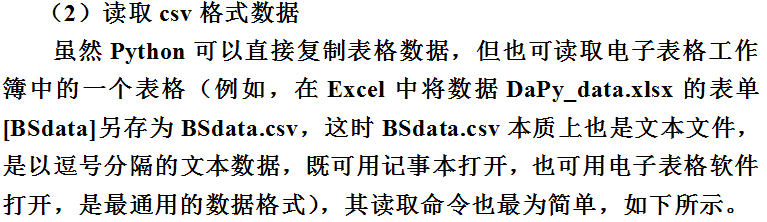 (2)读取 csv 格式数据
虽然 Python 可以直接复制表格数据，但也可读取电子表格工作
簿中的一个表格（例如，在 Excel 中将数据 DaPy_data.xlsx 的表单
[BSdata]另存为 BSdata.csv，这时 BSdata.csv 本质上也是文本文件，
是以逗号分隔的文本数据，既可用记事本打开，也可用电子表格软件
打开，是最通用的数据格式），其读取命令也最为简单，如下所示。